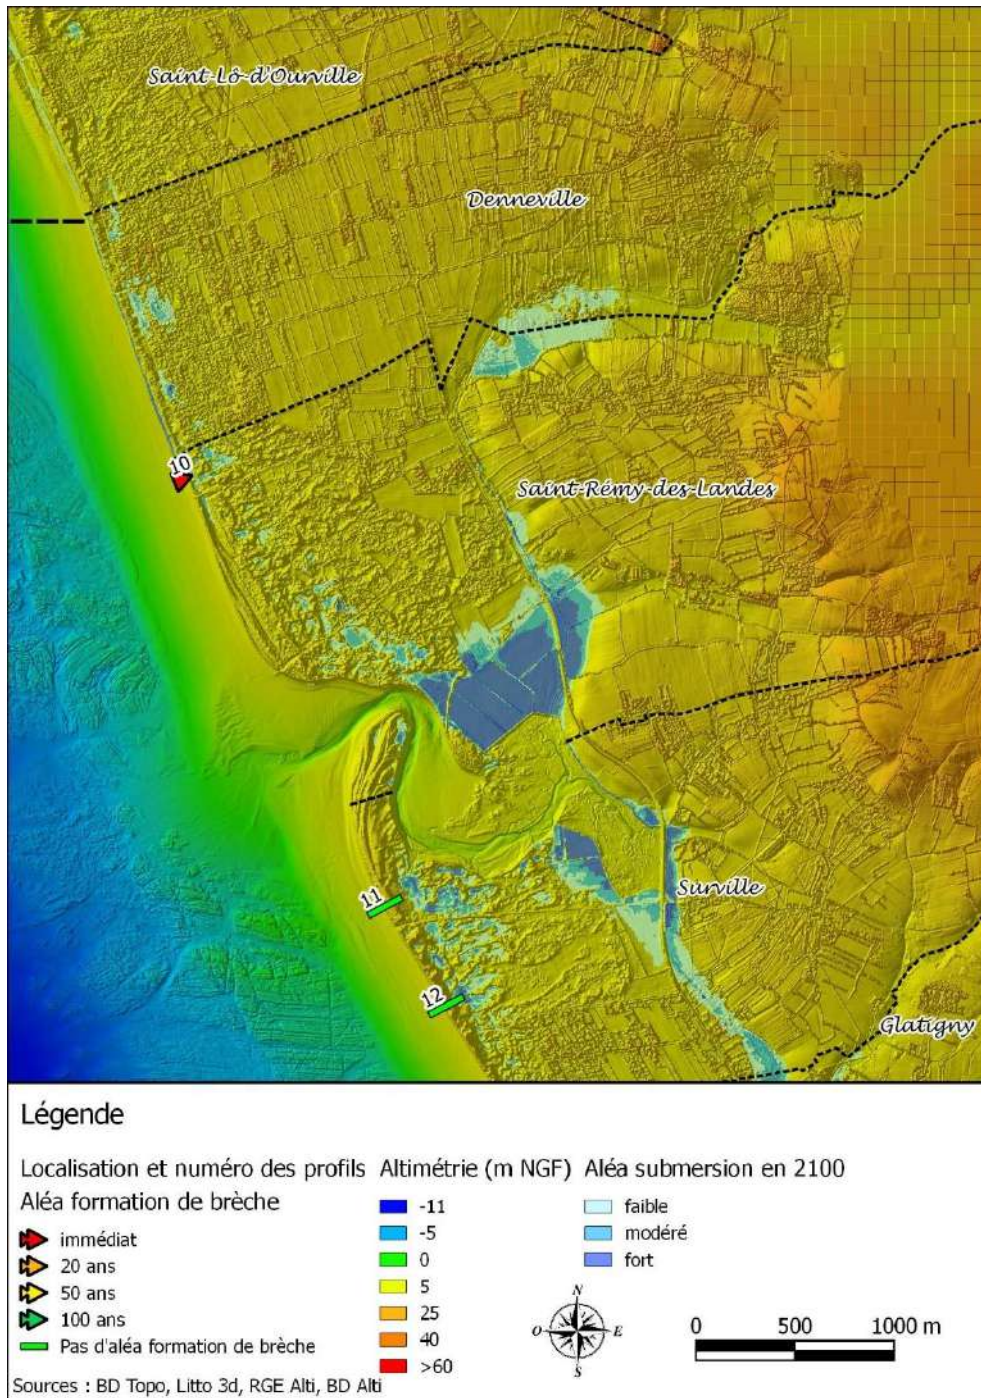 Saint-Lô-d'Ourville
Denneville
10
Saint-Rémy-des-Landes
11
Surville
12
Glatigny
Légende
Localisation et numéro des profils
Aléa formation de brèche
immédiat
20 ans
50 ans
100 ans
Pas d'aléa formation de brèche
Altimétrie (m NGF)
-11
-5
0
5
25
40
>60
Aléa submersion en 2100
faible
modéré
fort
N
O
E
S
0 500 1000 m
Sources : BD Topo, Litto 3d, RGE Alti, BD Alti